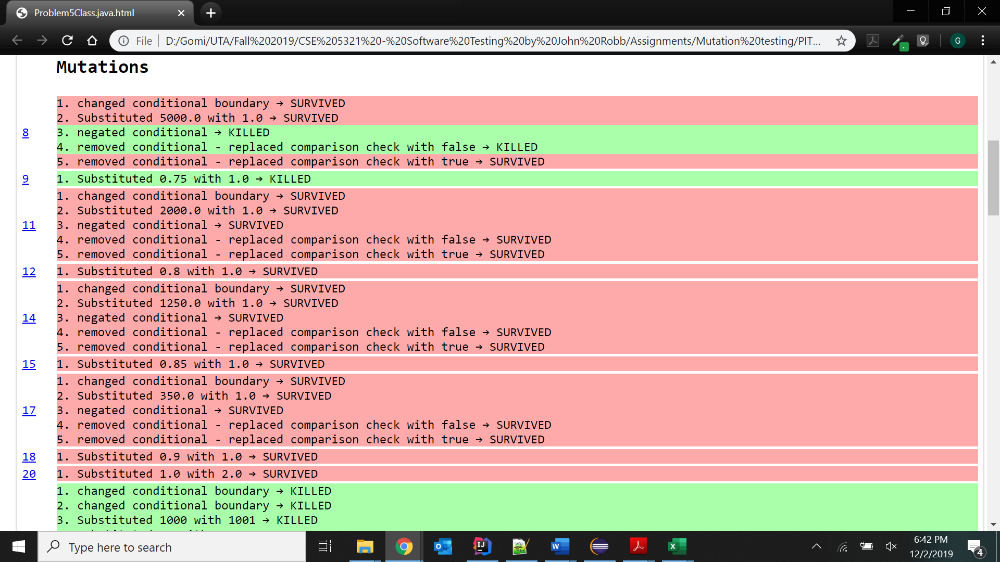 Problem5Class.java.html
File
D:/Gomi/UTA/Fall%202019/CSE%205321%20-%20Software%20Testing%20by%20John%20Robb/Assignments/Mutation%20testing/PIT...
G
Mutations
1. changed conditional boundary → SURVIVED
2. Substituted 5000.0 with 1.0 → SURVIVED
8 3. negated conditional → KILLED
4. removed conditional - replaced comparison check with false → KILLED
5. removed conditional - replaced comparison check with true → SURVIVED
9 1. Substituted 0.75 with 1.0 → KILLED
1. changed conditional boundary → SURVIVED
2. Substituted 2000.0 with 1.0 → SURVIVED
11 3. negated conditional → SURVIVED
4. removed conditional - replaced comparison check with false → SURVIVED
5. removed conditional - replaced comparison check with true → SURVIVED
12 1. Substituted 0.8 with 1.0 → SURVIVED
1. changed conditional boundary → SURVIVED
2. Substituted 1250.0 with 1.0 → SURVIVED
14 3. negated conditional → SURVIVED
4. removed conditional - replaced comparison check with false → SURVIVED
5. removed conditional - replaced comparison check with true → SURVIVED
15 1. Substituted 0.85 with 1.0 → SURVIVED
1. changed conditional boundary → SURVIVED
2. Substituted 350.0 with 1.0 → SURVIVED
17 3. negated conditional → SURVIVED
4. removed conditional - replaced comparison check with false → SURVIVED
5. removed conditional - replaced comparison check with true → SURVIVED
18 1. Substituted 0.9 with 1.0 → SURVIVED
20 1. Substituted 1.0 with 2.0 → SURVIVED
1. changed conditional boundary → KILLED
2. changed conditional boundary → KILLED
3. Substituted 1000 with 1001 → KILLED
Type here to search
6:42 PM
12/2/2019
4